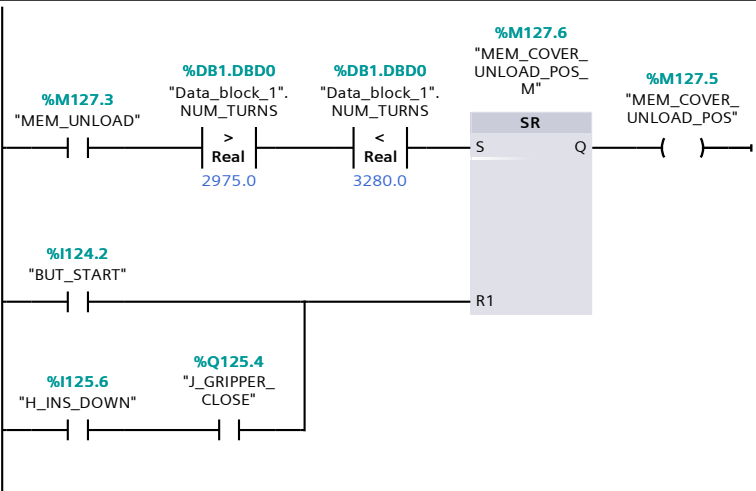 %M127.6
"MEM_COVER_
UNLOAD_POS_
M"
%DB1.DBD0
"Data_block_1".
NUM_TURNS
%DB1.DBD0
"Data_block_1".
NUM_TURNS
%M127.5
"MEM_COVER_
UNLOAD_POS"
%M127.3
"MEM_UNLOAD"
>
Real
2975.0
<
Real
3280.0
SR
S
Q
%I124.2
"BUT_START"
R1
%I125.6
"H_INS_DOWN"
%Q125.4
"J_GRIPPER_
CLOSE"